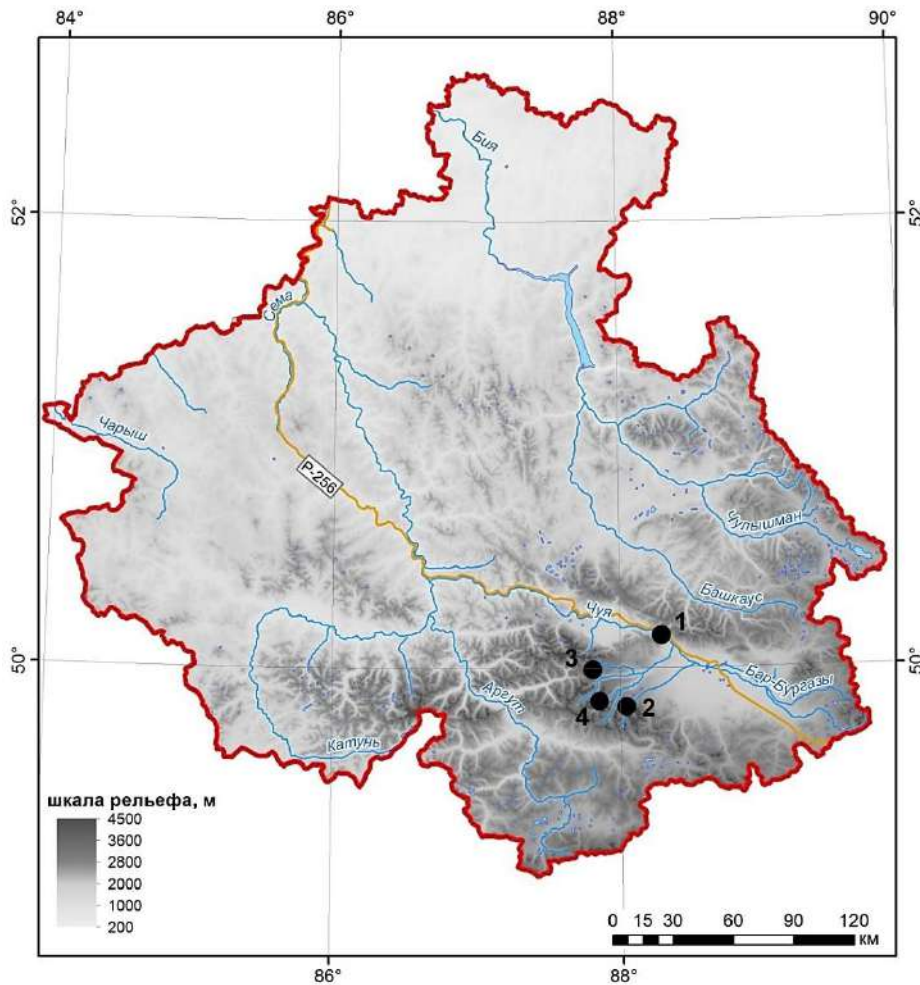 84° 86° 88° 90°
Бия
52° 52°
Сема
Чарыш
Р-256
Чулышман
Башкаус
Чуя 1
50° 50°
3
Бар-Бургазы
Аргут
4 2
Катунь
шкала рельефа, м
4500
3600
2800
2000
1000
200
0 15 30 60 90 120
км
86° 88°